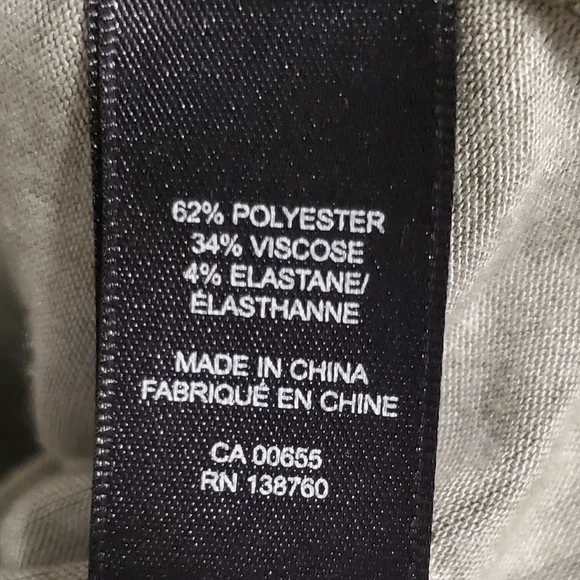 62% POLYESTER
34% VISCOSE
4% ELASTANE/
ÉLASTHANNE
MADE IN CHINA
FABRIQUÉ EN CHINE
CA 00655
RN 138760